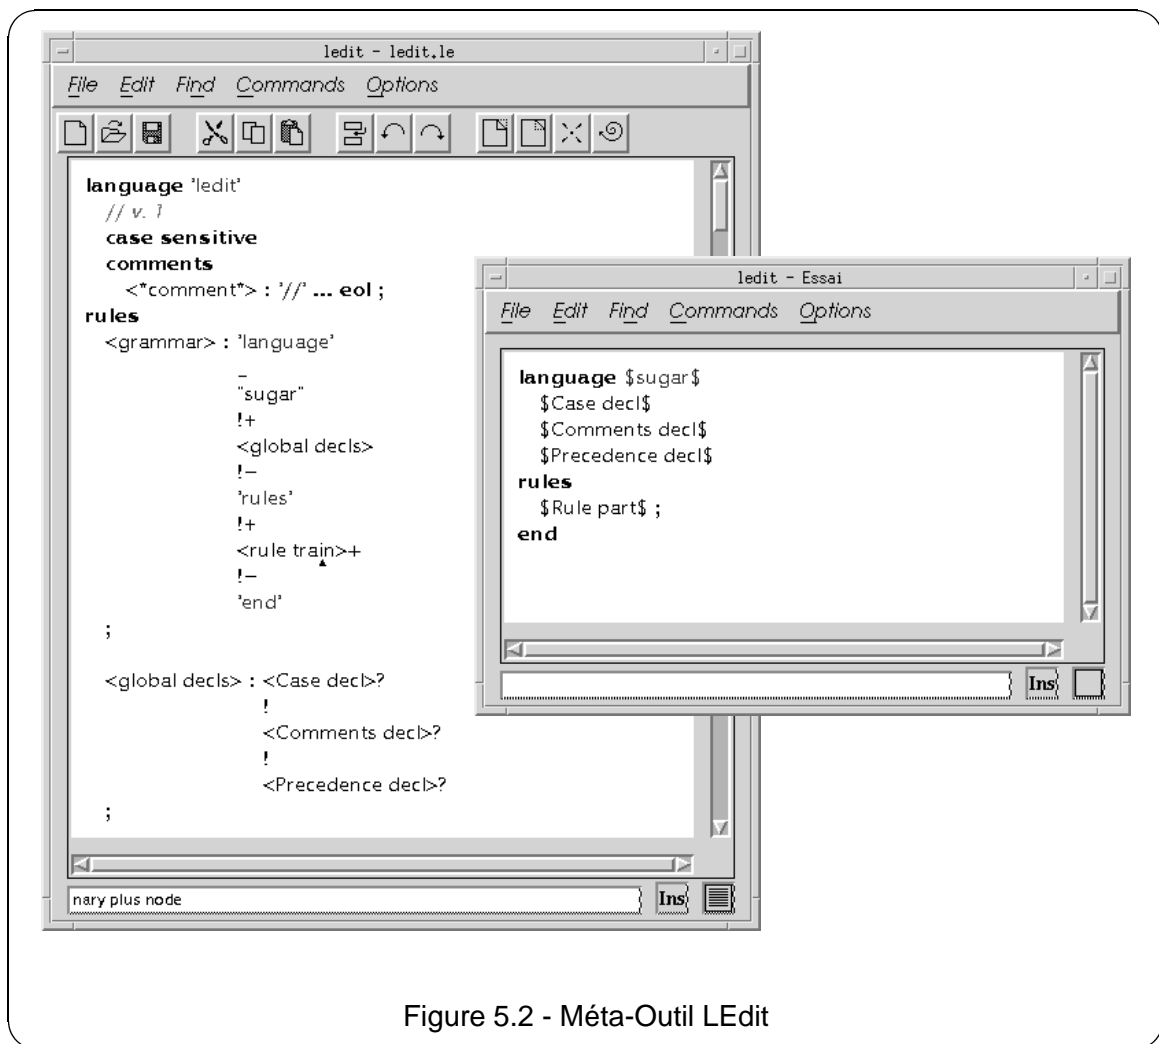 ledit - ledit.le
File Edit Find Commands Options
language 'ledit'
// v. 1
case sensitive
comments
<*comment*> : '//' ... eol ;
rules
<grammar> : 'language'
_
"sugar"
!+
<global decls>
!-
'rules'
!+
<rule train>+
!-
'end'
;
<global decls> : <Case decl>?
!
<Comments decl>?
!
<Precedence decl>?
;
nary plus node
Ins
ledit - Essai
File Edit Find Commands Options
language $sugar$
$Case decl$
$Comments decl$
$Precedence decl$
rules
$Rule part$ ;
end
Ins
Figure 5.2 - Méta-Outil LEdit